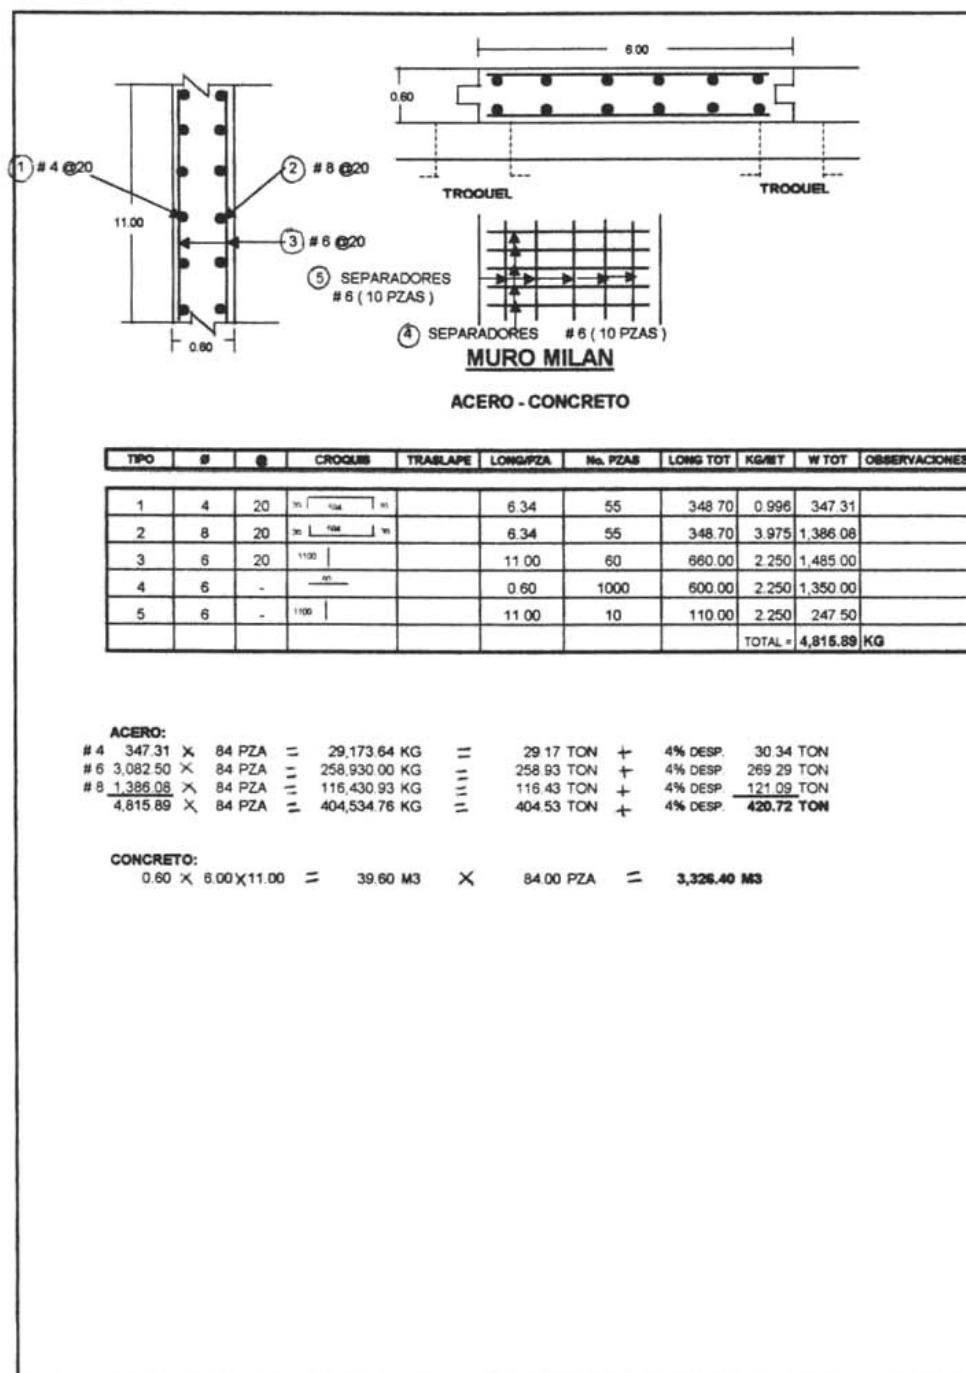 6.00
0.60
1 # 4 @20
2 # 8 @20
TROQUEL TROQUEL
11.00
3 # 6 @20
5 SEPARADORES
# 6 ( 10 PZAS )
4 SEPARADORES # 6 ( 10 PZAS )
0.60
MURO MILAN
ACERO - CONCRETO
TIPO Ø @ CROQUIS TRASLAPE LONG/PZA No. PZAS LONG TOT KG/MT W TOT OBSERVACIONES
1 4 20 594 6.34 55 348.70 0.996 347.31
2 8 20 594 6.34 55 348.70 3.975 1,386.08
3 6 20 1100 11.00 60 660.00 2.250 1,485.00
4 6 - 60 0.60 1000 600.00 2.250 1,350.00
5 6 - 1100 11.00 10 110.00 2.250 247.50
TOTAL = 4,815.89 KG
ACERO:
# 4 347.31 × 84 PZA = 29,173.64 KG = 29.17 TON + 4% DESP. 30.34 TON
# 6 3,082.50 × 84 PZA = 258,930.00 KG = 258.93 TON + 4% DESP. 269.29 TON
# 8 1,386.08 × 84 PZA = 116,430.93 KG = 116.43 TON + 4% DESP. 121.09 TON
4,815.89 × 84 PZA = 404,534.76 KG = 404.53 TON + 4% DESP. 420.72 TON
CONCRETO:
0.60 × 6.00 × 11.00 = 39.60 M3 × 84.00 PZA = 3,326.40 M3